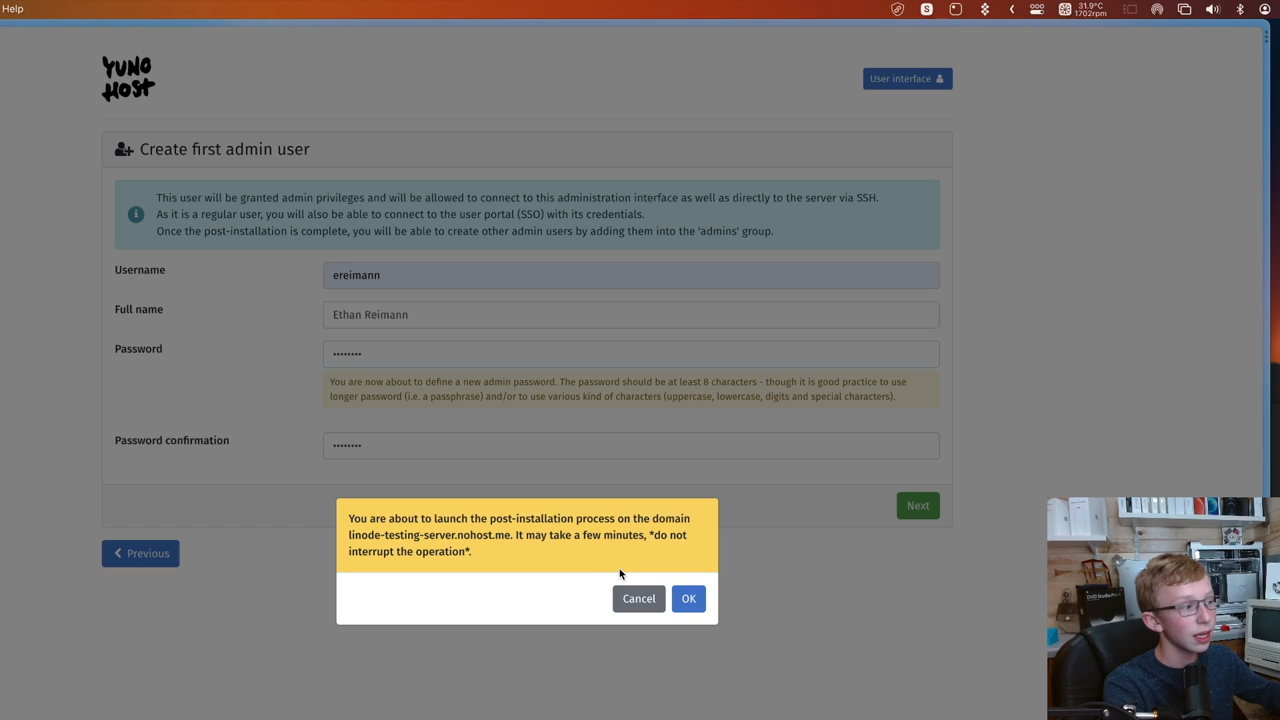 Help
S
31.9°C
1702rpm
YUNO
HOST
User interface
Create first admin user
This user will be granted admin privileges and will be allowed to connect to this administration interface as well as directly to the server via SSH.
As it is a regular user, you will also be able to connect to the user portal (SSO) with its credentials.
Once the post-installation is complete, you will be able to create other admin users by adding them into the 'admins' group.
Username
ereimann
Full name
Ethan Reimann
Password
••••••••
You are now about to define a new admin password. The password should be at least 8 characters - though it is good practice to use
longer password (i.e. a passphrase) and/or to use various kind of characters (uppercase, lowercase, digits and special characters).
Password confirmation
••••••••
Next
You are about to launch the post-installation process on the domain
linode-testing-server.nohost.me. It may take a few minutes, *do not
interrupt the operation*.
Previous
Cancel
OK
DVD Studio Pro